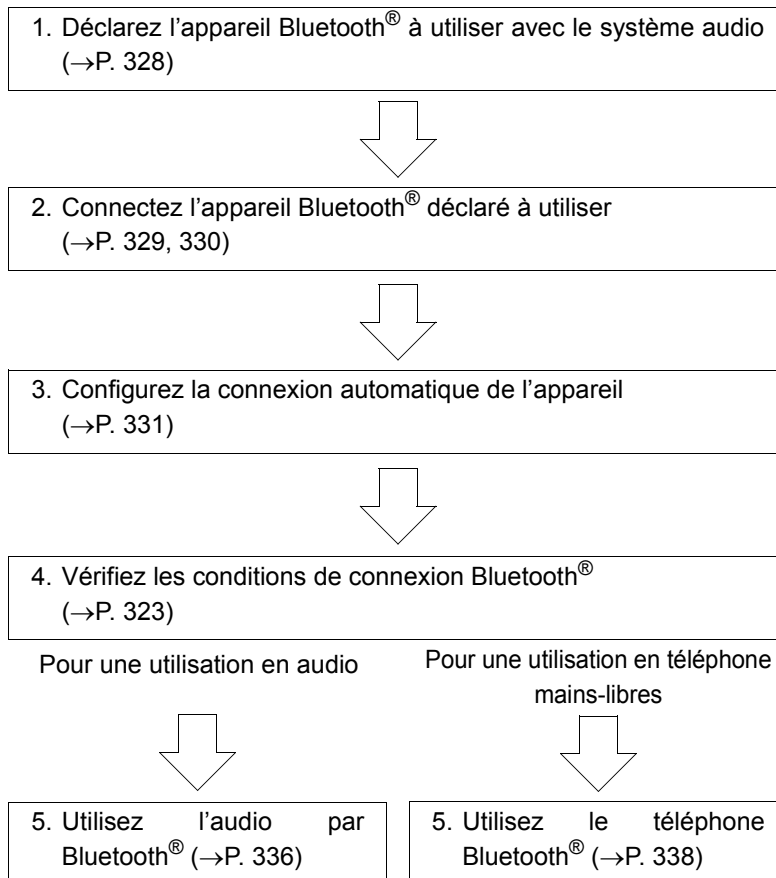 1. Déclarez l’appareil Bluetooth® à utiliser avec le système audio
(→P. 328)
2. Connectez l’appareil Bluetooth® déclaré à utiliser
(→P. 329, 330)
3. Configurez la connexion automatique de l’appareil
(→P. 331)
4. Vérifiez les conditions de connexion Bluetooth®
(→P. 323)
Pour une utilisation en audio
Pour une utilisation en téléphone
mains-libres
5. Utilisez l’audio par
Bluetooth® (→P. 336)
5. Utilisez le téléphone
Bluetooth® (→P. 338)